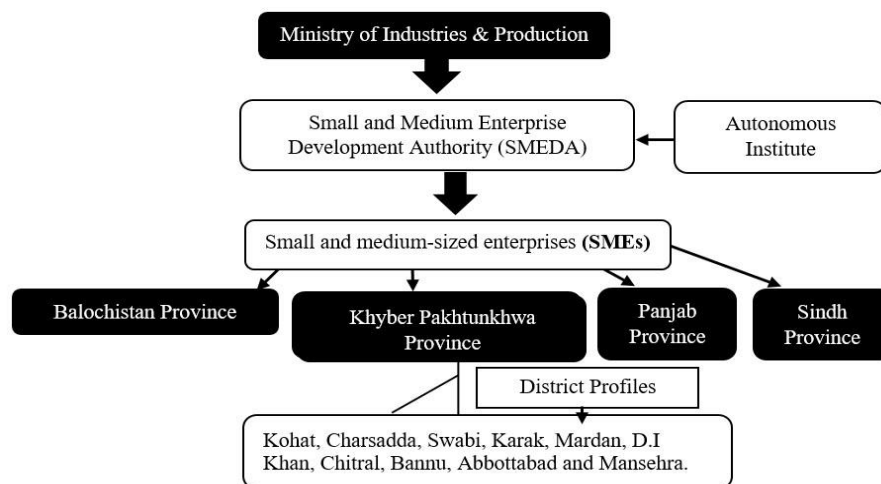 Ministry of Industries & Production
Small and Medium Enterprise
Development Authority (SMEDA)
Autonomous
Institute
Small and medium-sized enterprises (SMEs)
Balochistan Province
Khyber Pakhtunkhwa
Province
Panjab
Province
Sindh
Province
District Profiles
Kohat, Charsadda, Swabi, Karak, Mardan, D.I
Khan, Chitral, Bannu, Abbottabad and Mansehra.